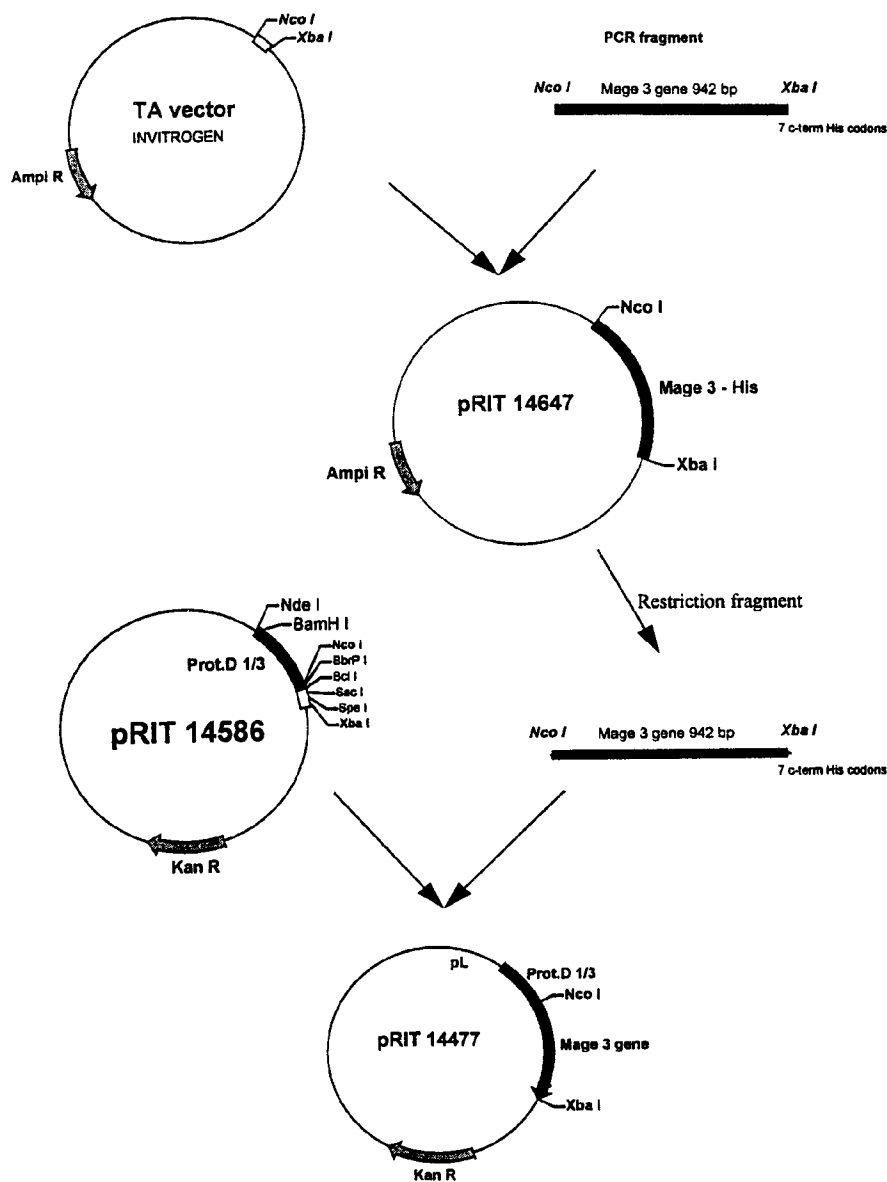 Nco I
Xba I
TA vector
INVITROGEN
Ampi R
PCR fragment
Nco I Mage 3 gene 942 bp Xba I
7 c-term His codons
Nco I
pRIT 14647
Mage 3 - His
Ampi R
Xba I
Restriction fragment
Nde I
BamH I
Prot.D 1/3
Nco I
BbrP I
Bcl I
Sac I
Spe I
Xba I
pRIT 14586
Kan R
Nco I Mage 3 gene 942 bp Xba I
7 c-term His codons
pL
Prot.D 1/3
Nco I
pRIT 14477
Mage 3 gene
Xba I
Kan R